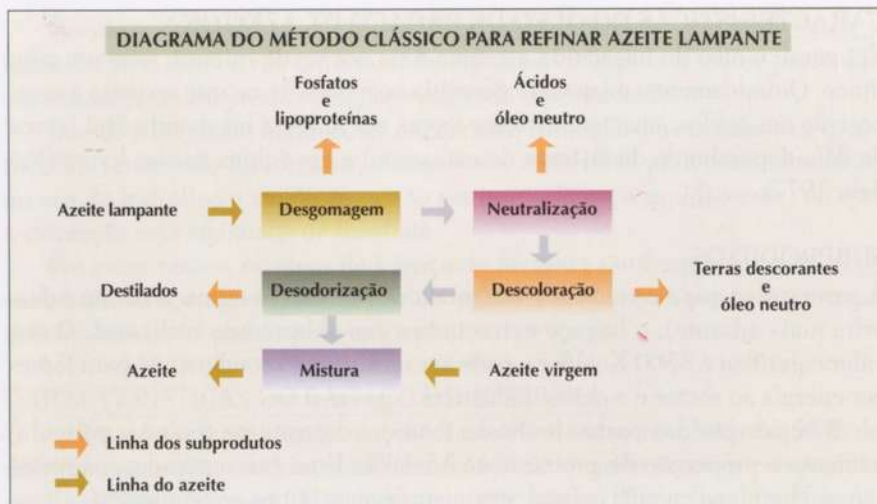 DIAGRAMA DO MÉTODO CLÁSSICO PARA REFINAR AZEITE LAMPANTE
Fosfatos
e
lipoproteínas
Ácidos
e
óleo neutro
Azeite lampante
Desgomagem
Neutralização
Destilados
Desodorização
Descoloração
Terras descorantes
e
óleo neutro
Azeite
Mistura
Azeite virgem
Linha dos subprodutos
Linha do azeite